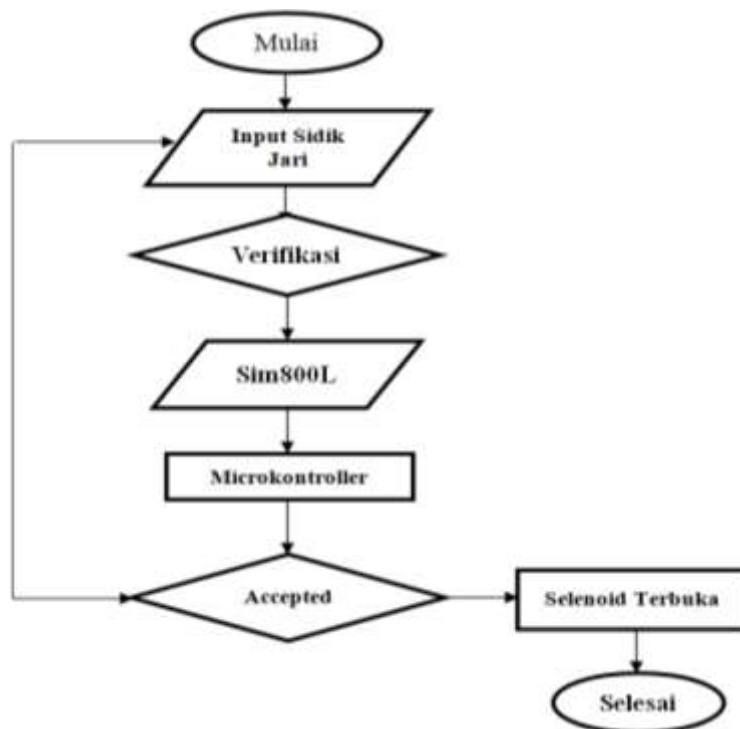 Mulai
Input Sidik
Jari
Verifikasi
Sim800L
Microkontroller
Accepted
Selenoid Terbuka
Selesai